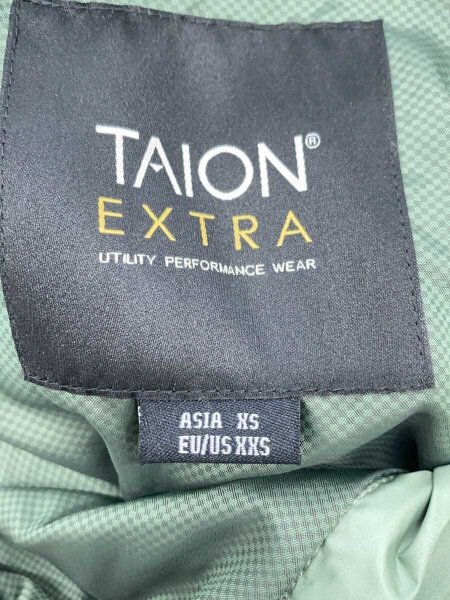 TAION®
EXTRA
UTILITY PERFORMANCE WEAR
ASIA XS
EU/US XXS